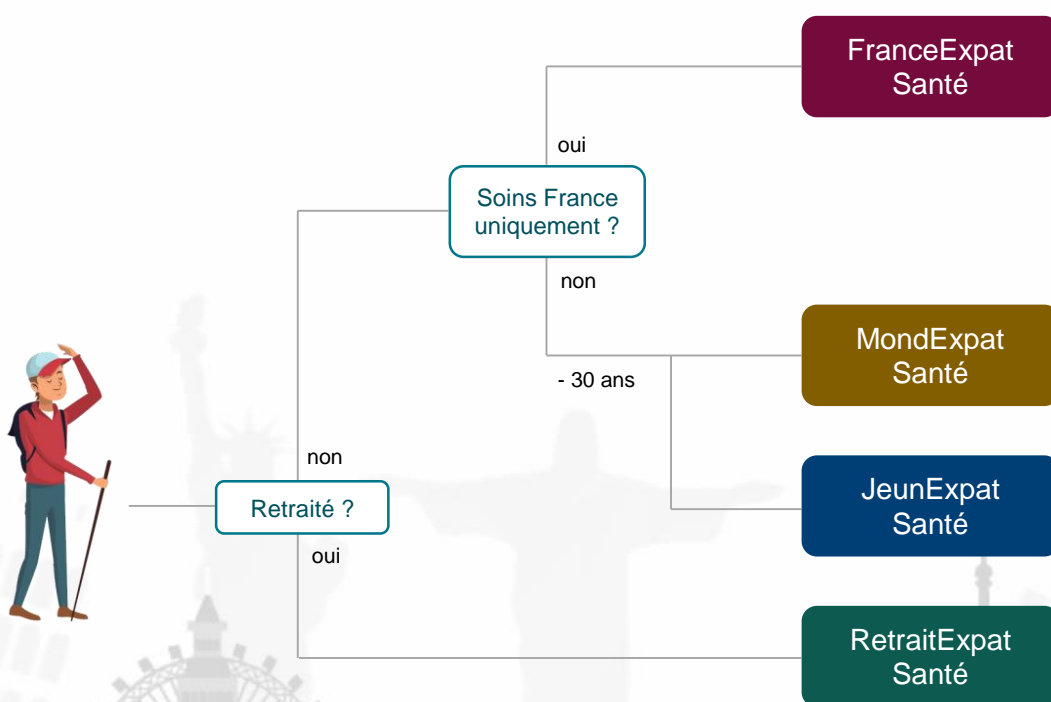 FranceExpat
Santé
oui
Soins France
uniquement ?
non
MondExpat
Santé
- 30 ans
non
JeunExpat
Santé
Retraité ?
oui
RetraitExpat
Santé